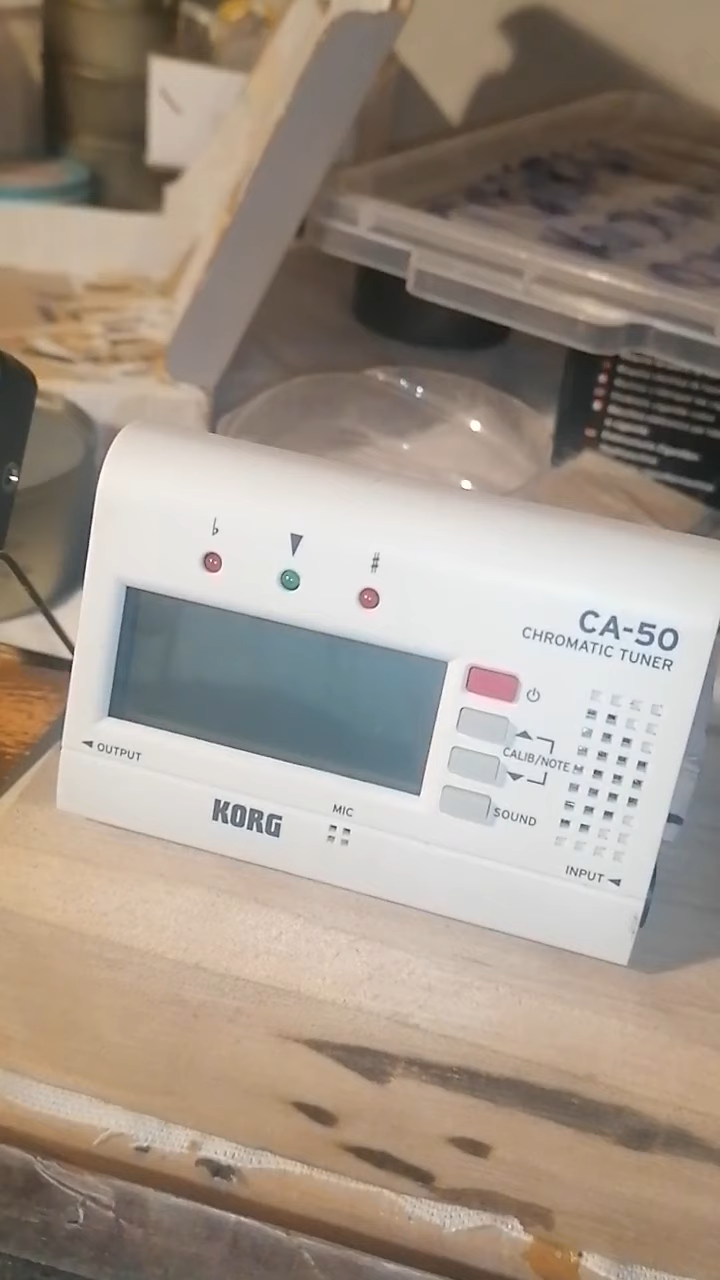 ♭ ▼ ♯
CA-50
CHROMATIC TUNER
CALIB/NOTE
◀ OUTPUT
KORG
MIC
SOUND
INPUT ◀